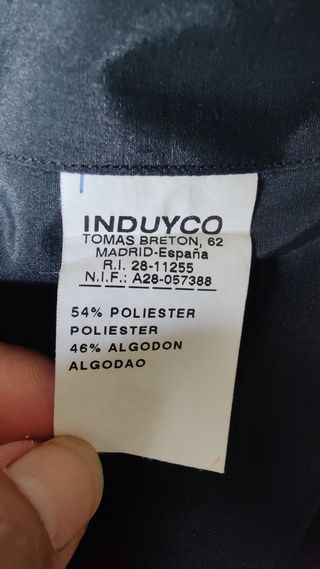 INDUYCO
TOMAS BRETON, 62
MADRID-España
R.I. 28-11255
N.I.F.: A28-057388
54% POLIESTER
POLIESTER
46% ALGODON
ALGODAO